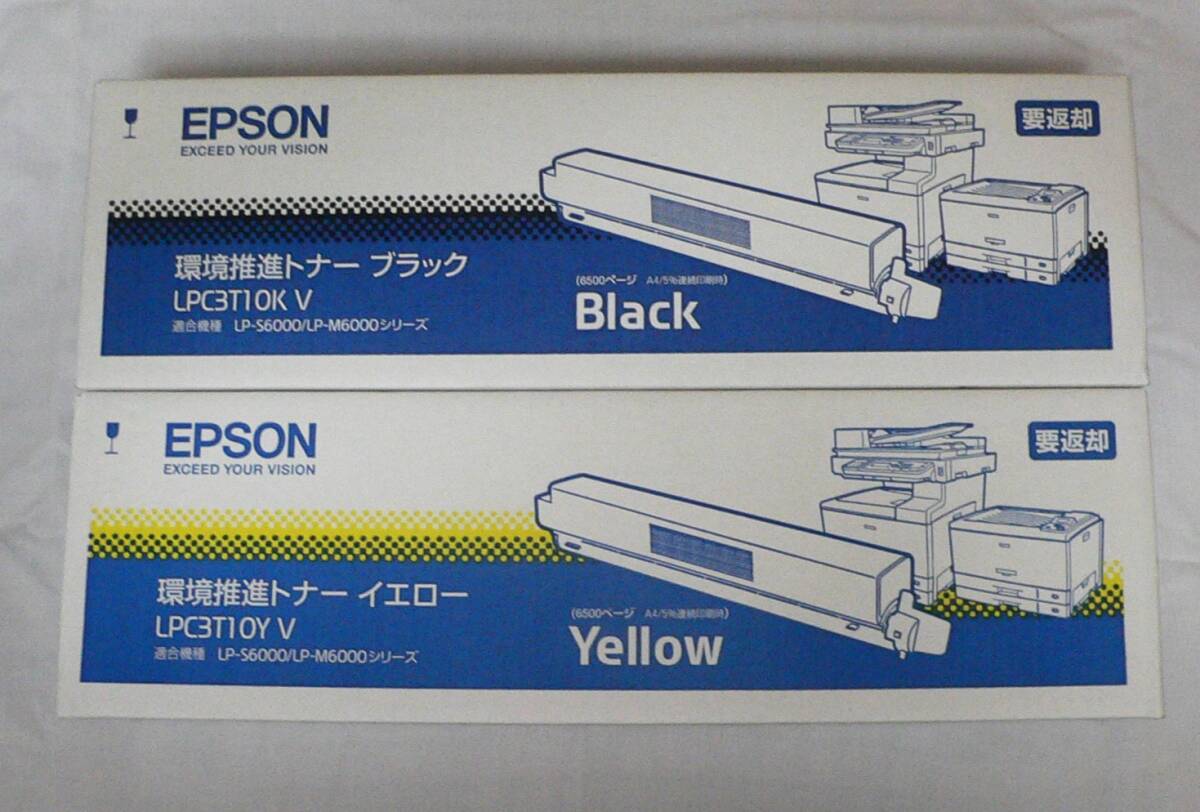 EPSON
EXCEED YOUR VISION
要返却
環境推進トナー ブラック
LPC3T10K V
適合機種 LP-S6000/LP-M6000シリーズ
(6500ページ A4/5%連続印刷時)
Black
EPSON
EXCEED YOUR VISION
要返却
環境推進トナー イエロー
LPC3T10Y V
適合機種 LP-S6000/LP-M6000シリーズ
(6500ページ A4/5%連続印刷時)
Yellow